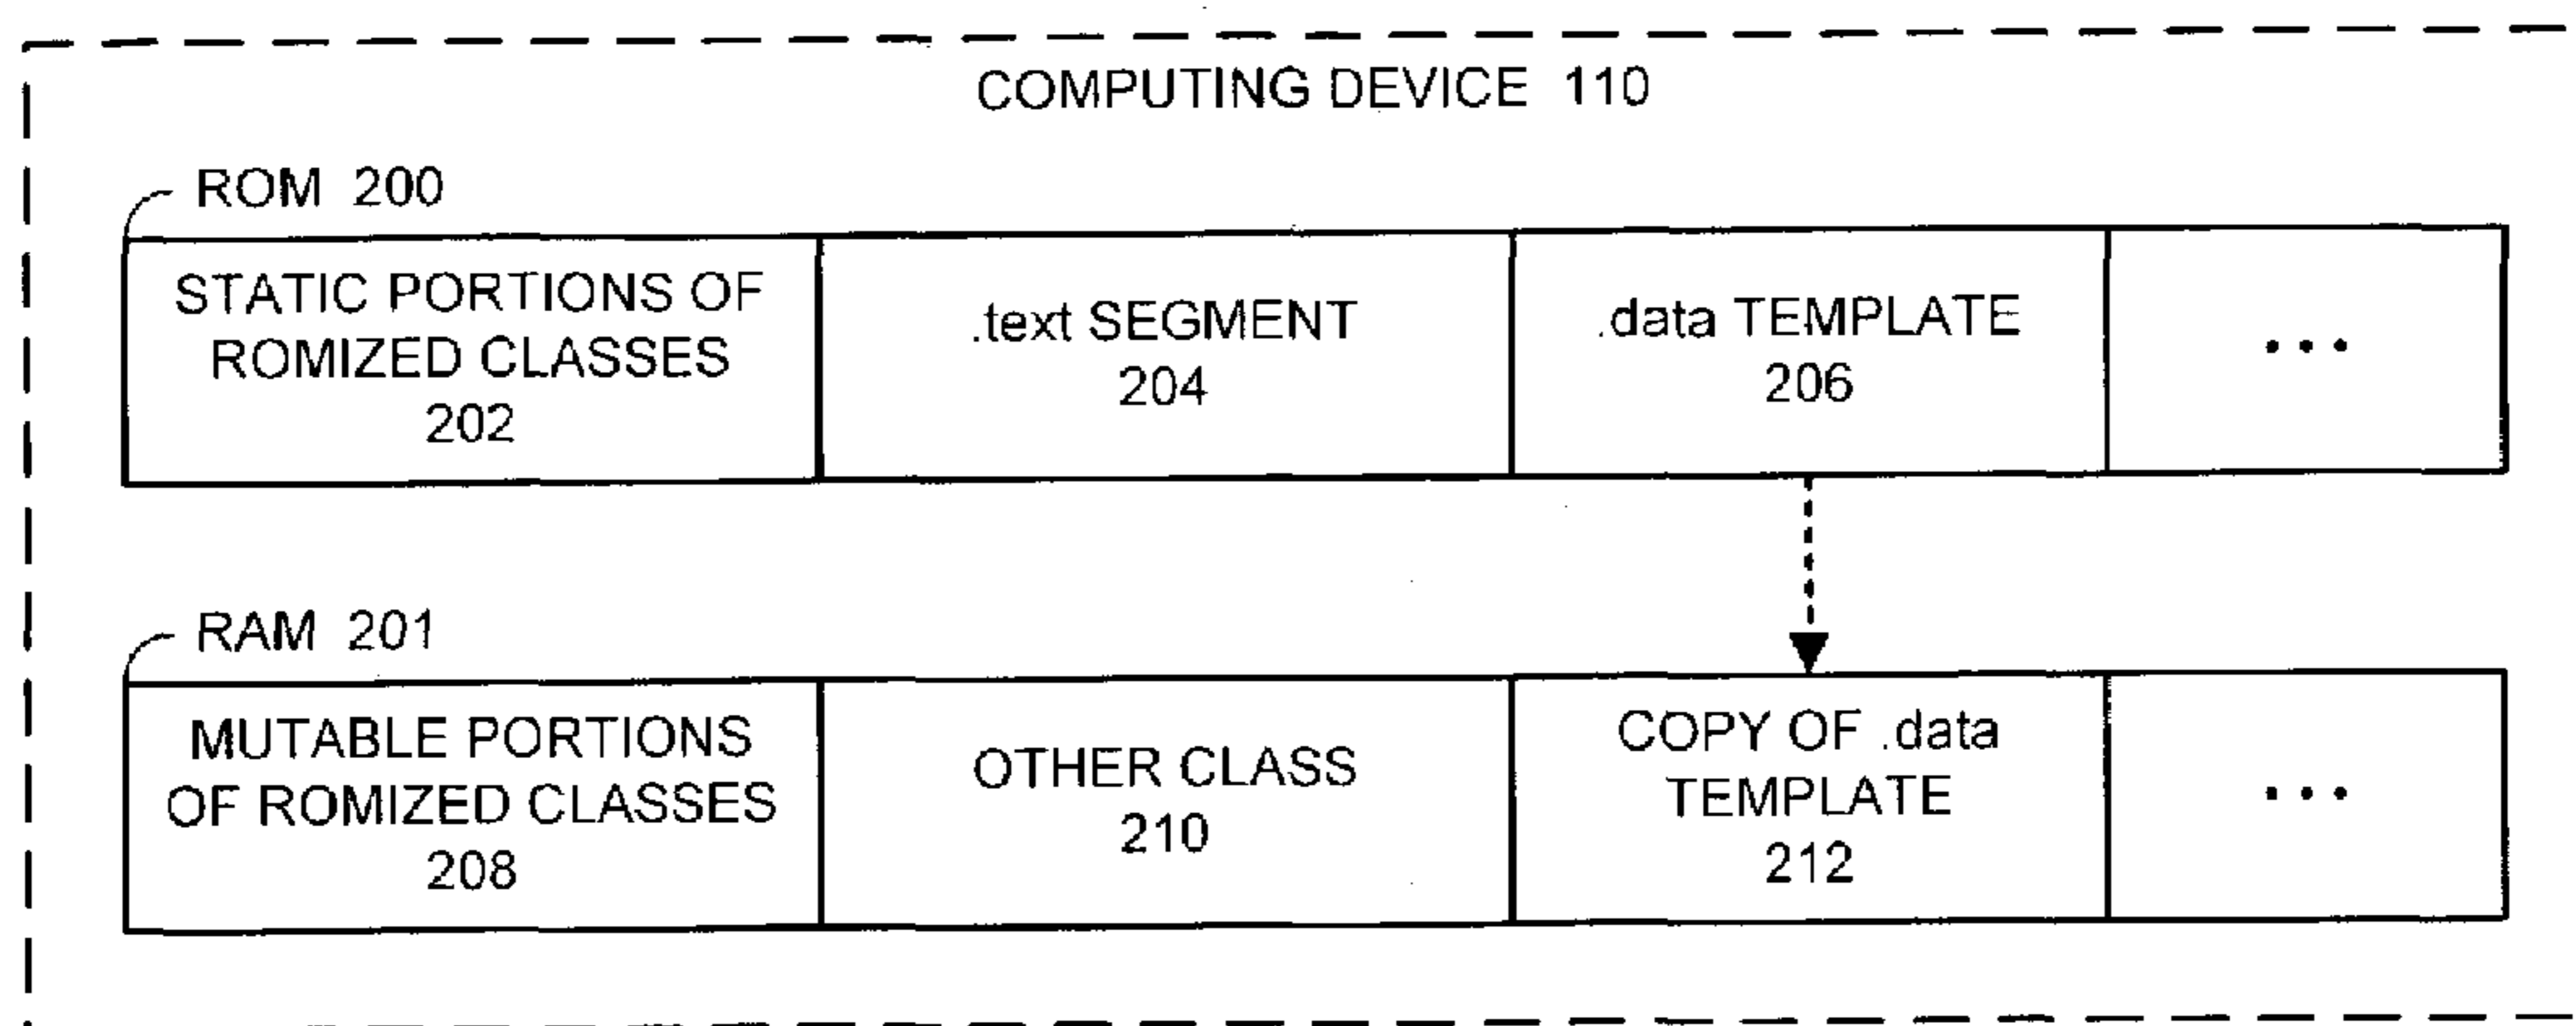 COMPUTING DEVICE 110
ROM 200
STATIC PORTIONS OF
ROMIZED CLASSES
202
.text SEGMENT
204
.data TEMPLATE
206
...
RAM 201
MUTABLE PORTIONS
OF ROMIZED CLASSES
208
OTHER CLASS
210
COPY OF .data
TEMPLATE
212
...